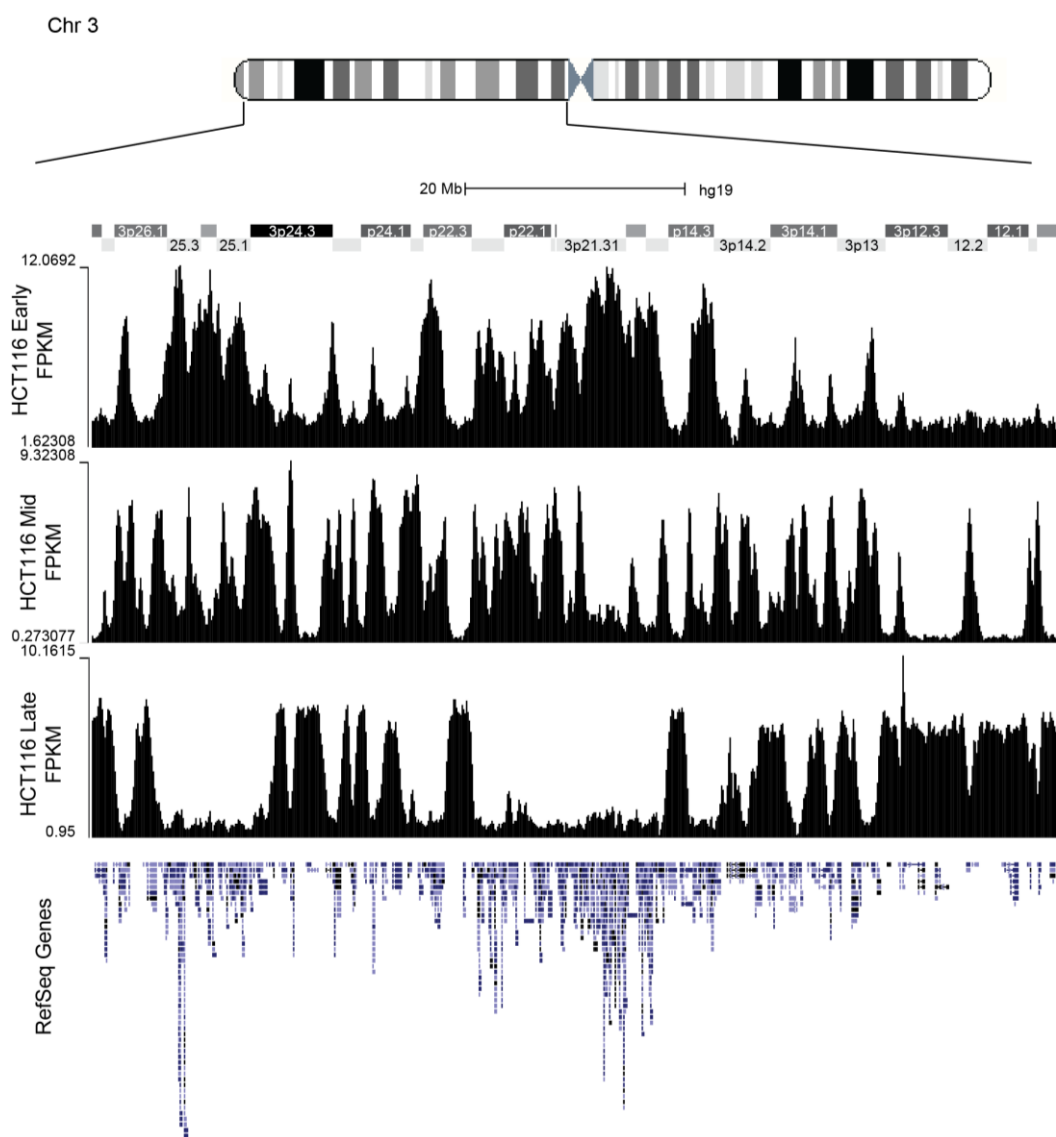 Chr 3
20 Mb hg19
3p26.1 3p24.3 p24.1 p22.3 p22.1 p14.3 3p14.1 3p12.3 12.1
25.3 25.1 3p21.31 3p14.2 3p13 12.2
12.0692
HCT116 Early
FPKM
1.62308
9.32308
HCT116 Mid
FPKM
0.273077
10.1615
HCT116 Late
FPKM
0.95
RefSeq Genes